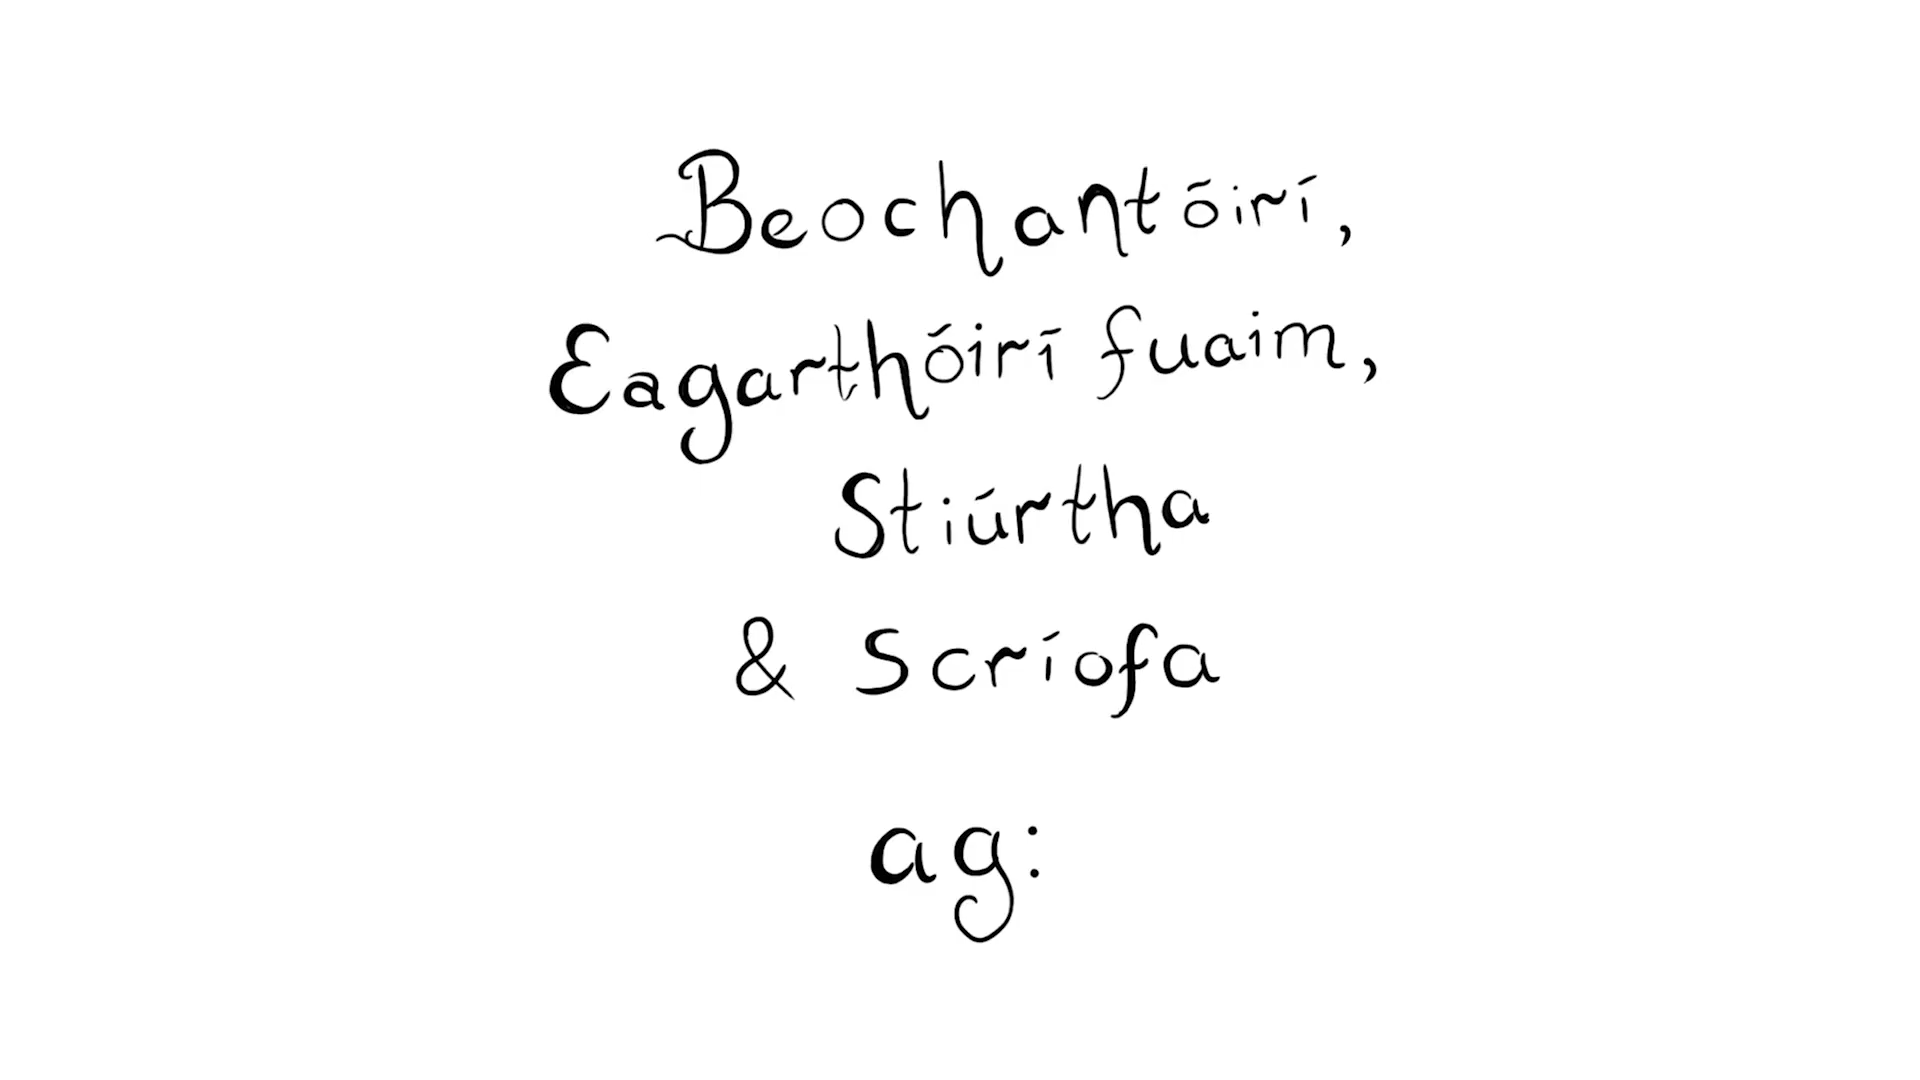 Beochantóirí,
Eagarthóirí fuaim,
Stiúrtha
& Scríofa
ag: